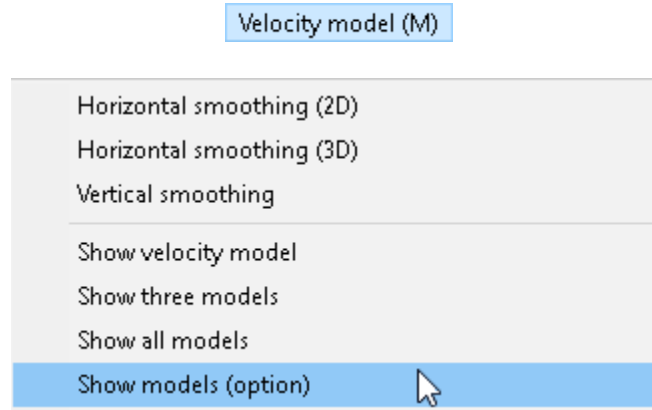 Velocity model (M)
Horizontal smoothing (2D)
Horizontal smoothing (3D)
Vertical smoothing
Show velocity model
Show three models
Show all models
Show models (option)